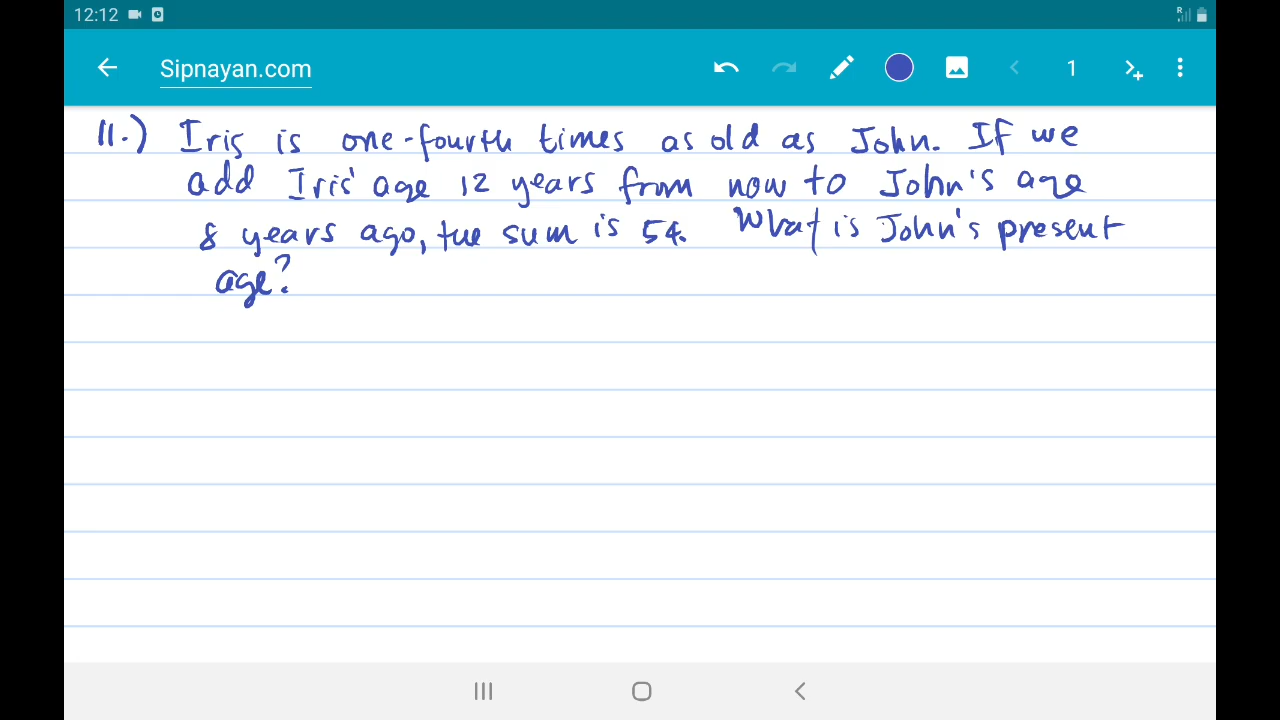 12:12
Sipnayan.com
1
11.) Iris is one-fourth times as old as John. If we
add Iris' age 12 years from now to John's age
8 years ago, the sum is 54. What is John's present
age?